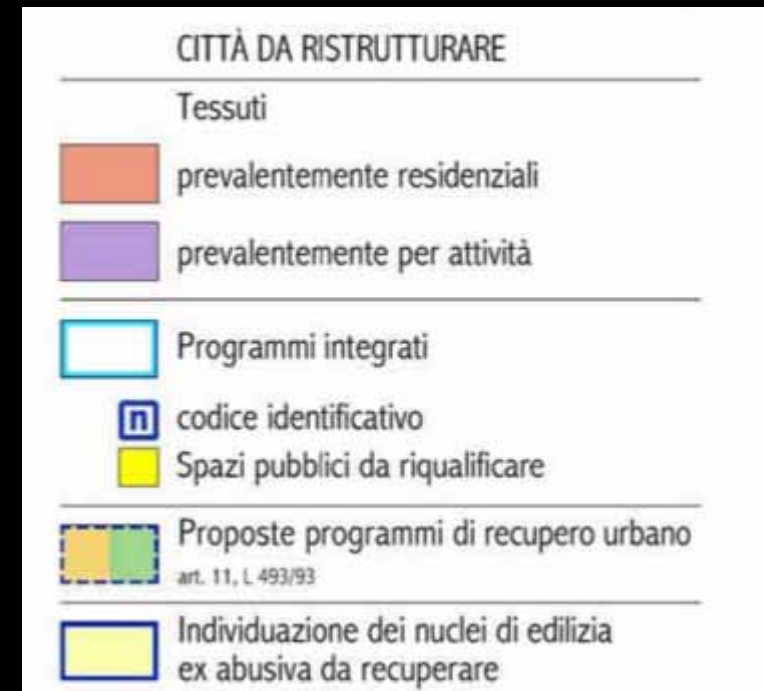 CITTÀ DA RISTRUTTURARE
Tessuti
prevalentemente residenziali
prevalentemente per attività
Programmi integrati
n codice identificativo
Spazi pubblici da riqualificare
Proposte programmi di recupero urbano
art. 11, L 493/93
Individuazione dei nuclei di edilizia
ex abusiva da recuperare